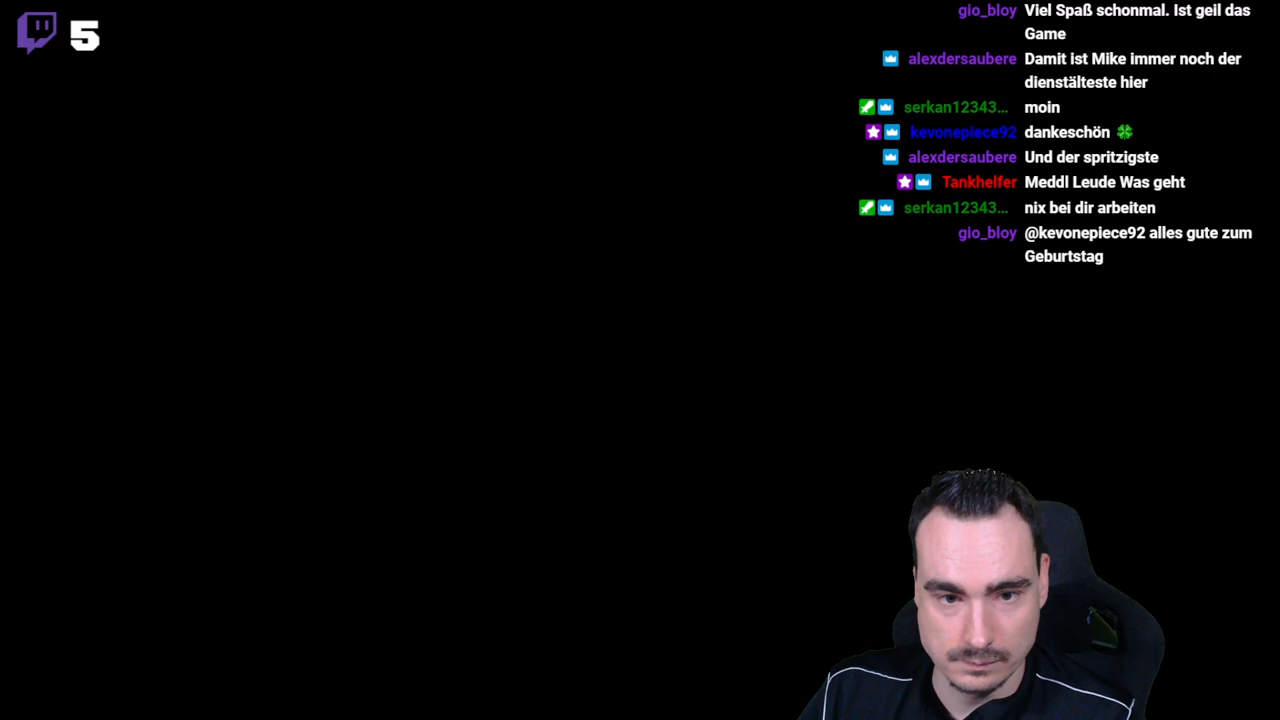 5
gio_bloy Viel Spaß schonmal. Ist geil das
Game
alexdersaubere Damit ist Mike immer noch der
dienstälteste hier
serkan12343... moin
kevonepiece92 dankeschön 🍀
alexdersaubere Und der spritzigste
Tankhelfer Meddl Leude Was geht
serkan12343... nix bei dir arbeiten
gio_bloy @kevonepiece92 alles gute zum
Geburtstag